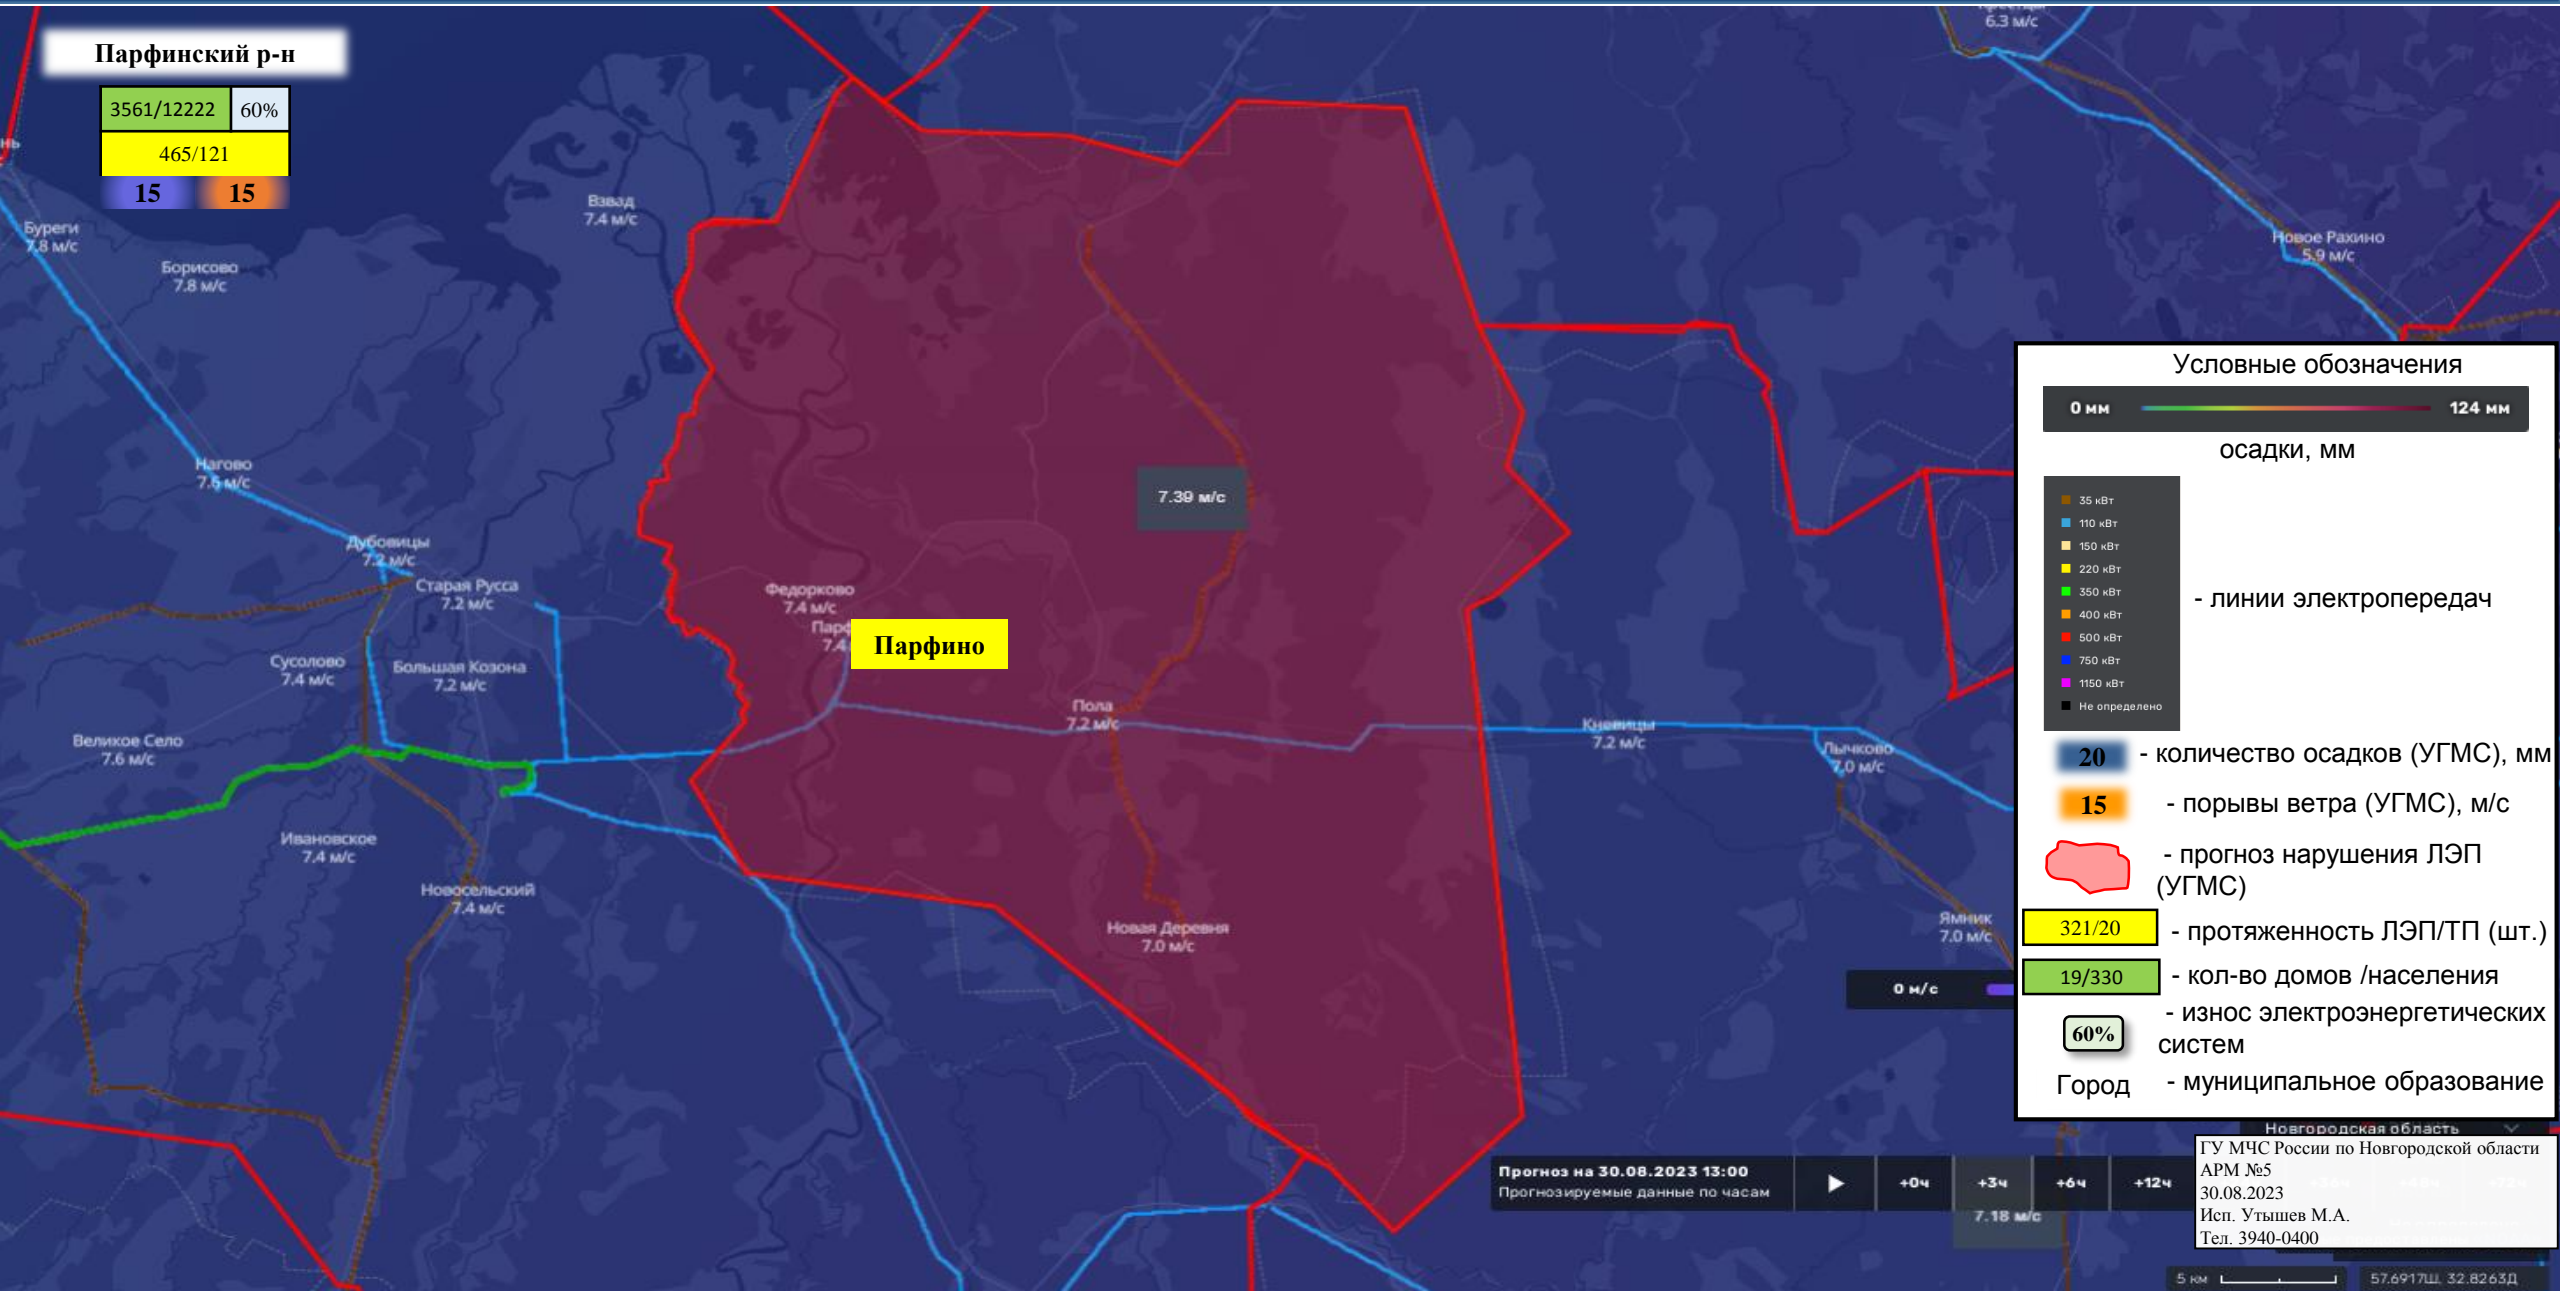 Парфинский р-н
3561/12222 60%
465/121
15 15
6.3 м/с
Взвад
7.4 м/с
Буреги
7.8 м/с
Борисово
7.8 м/с
Новое Рахино
5.9 м/с
Нагово
7.6 м/с
7.39 м/с
Дубовицы
7.2 м/с
Старая Русса
7.2 м/с
Федорково
7.4 м/с
Парфино
Сусолово
7.4 м/с
Большая Козона
7.2 м/с
Пола
7.2 м/с
Кневицы
7.2 м/с
Великое Село
7.6 м/с
Лычково
7.0 м/с
Ивановское
7.4 м/с
Новосельский
7.4 м/с
Новая Деревня
7.0 м/с
Ямник
7.0 м/с
0 м/с
Условные обозначения
0 мм 124 мм
осадки, мм
35 кВт
110 кВт
150 кВт
220 кВт
350 кВт
400 кВт
500 кВт
750 кВт
1150 кВт
Не определено
- линии электропередач
20 - количество осадков (УГМС), мм
15 - порывы ветра (УГМС), м/с
- прогноз нарушения ЛЭП
(УГМС)
321/20 - протяженность ЛЭП/ТП (шт.)
19/330 - кол-во домов /населения
60% - износ электроэнергетических
систем
Город - муниципальное образование
Новгородская область
Прогноз на 30.08.2023 13:00
Прогнозируемые данные по часам
+0ч +3ч +6ч +12ч
7.18 м/с
ГУ МЧС России по Новгородской области
АРМ №5
30.08.2023
Исп. Утышев М.А.
Тел. 3940-0400
5 км 57.6917Ш, 32.8263Д